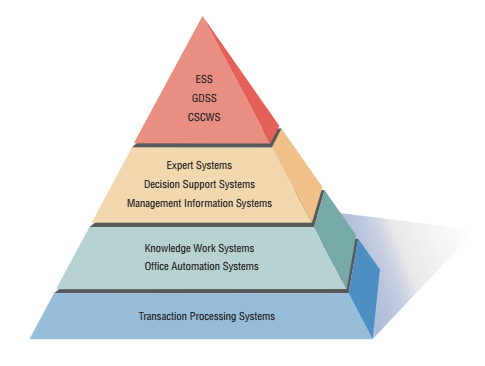 ESS
GDSS
CSCWS
Expert Systems
Decision Support Systems
Management Information Systems
Knowledge Work Systems
Office Automation Systems
Transaction Processing Systems